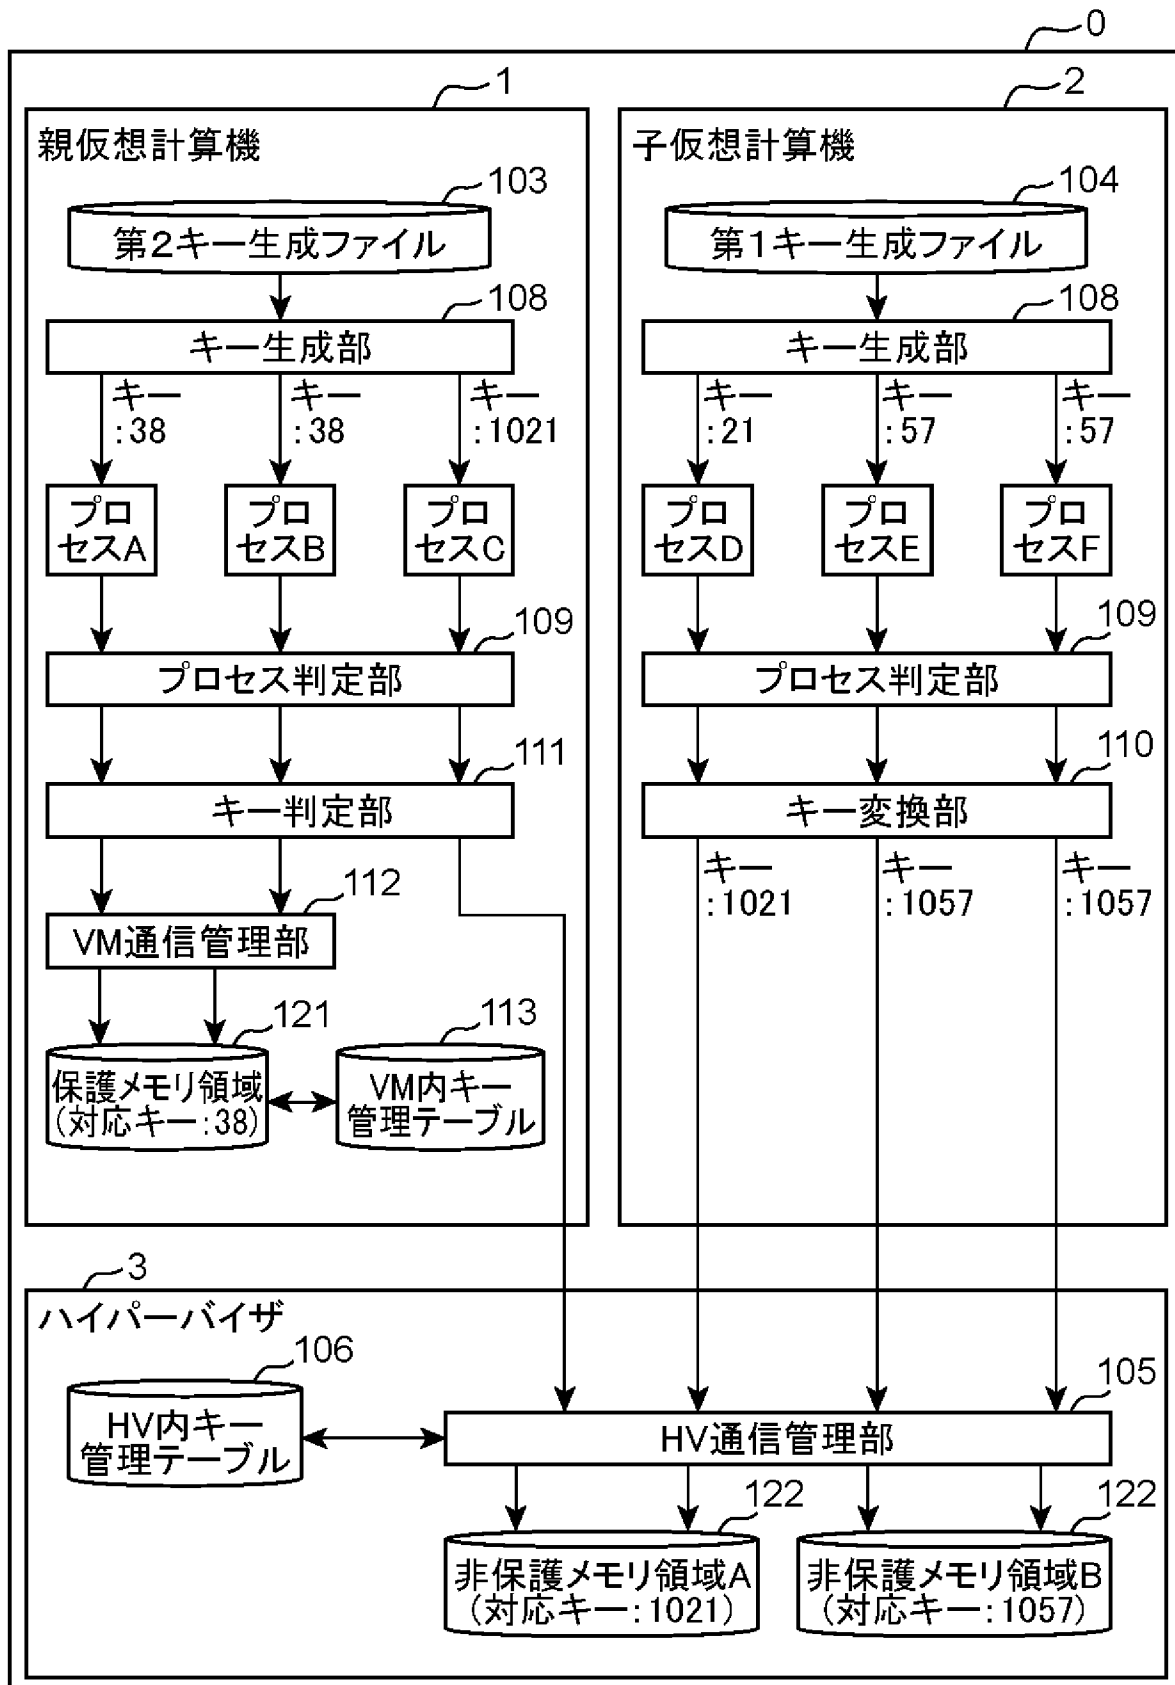 0
1
親仮想計算機
103
第2キー生成ファイル
108
キー生成部
キー
:38
キー
:38
キー
:1021
プロ
セスA
プロ
セスB
プロ
セスC
109
プロセス判定部
111
キー判定部
112
VM通信管理部
121
保護メモリ領域
(対応キー:38)
113
VM内キー
管理テーブル
2
子仮想計算機
104
第1キー生成ファイル
108
キー生成部
キー
:21
キー
:57
キー
:57
プロ
セスD
プロ
セスE
プロ
セスF
109
プロセス判定部
110
キー変換部
キー
:1021
キー
:1057
キー
:1057
3
ハイパーバイザ
106
HV内キー
管理テーブル
105
HV通信管理部
122
非保護メモリ領域A
(対応キー:1021)
122
非保護メモリ領域B
(対応キー:1057)